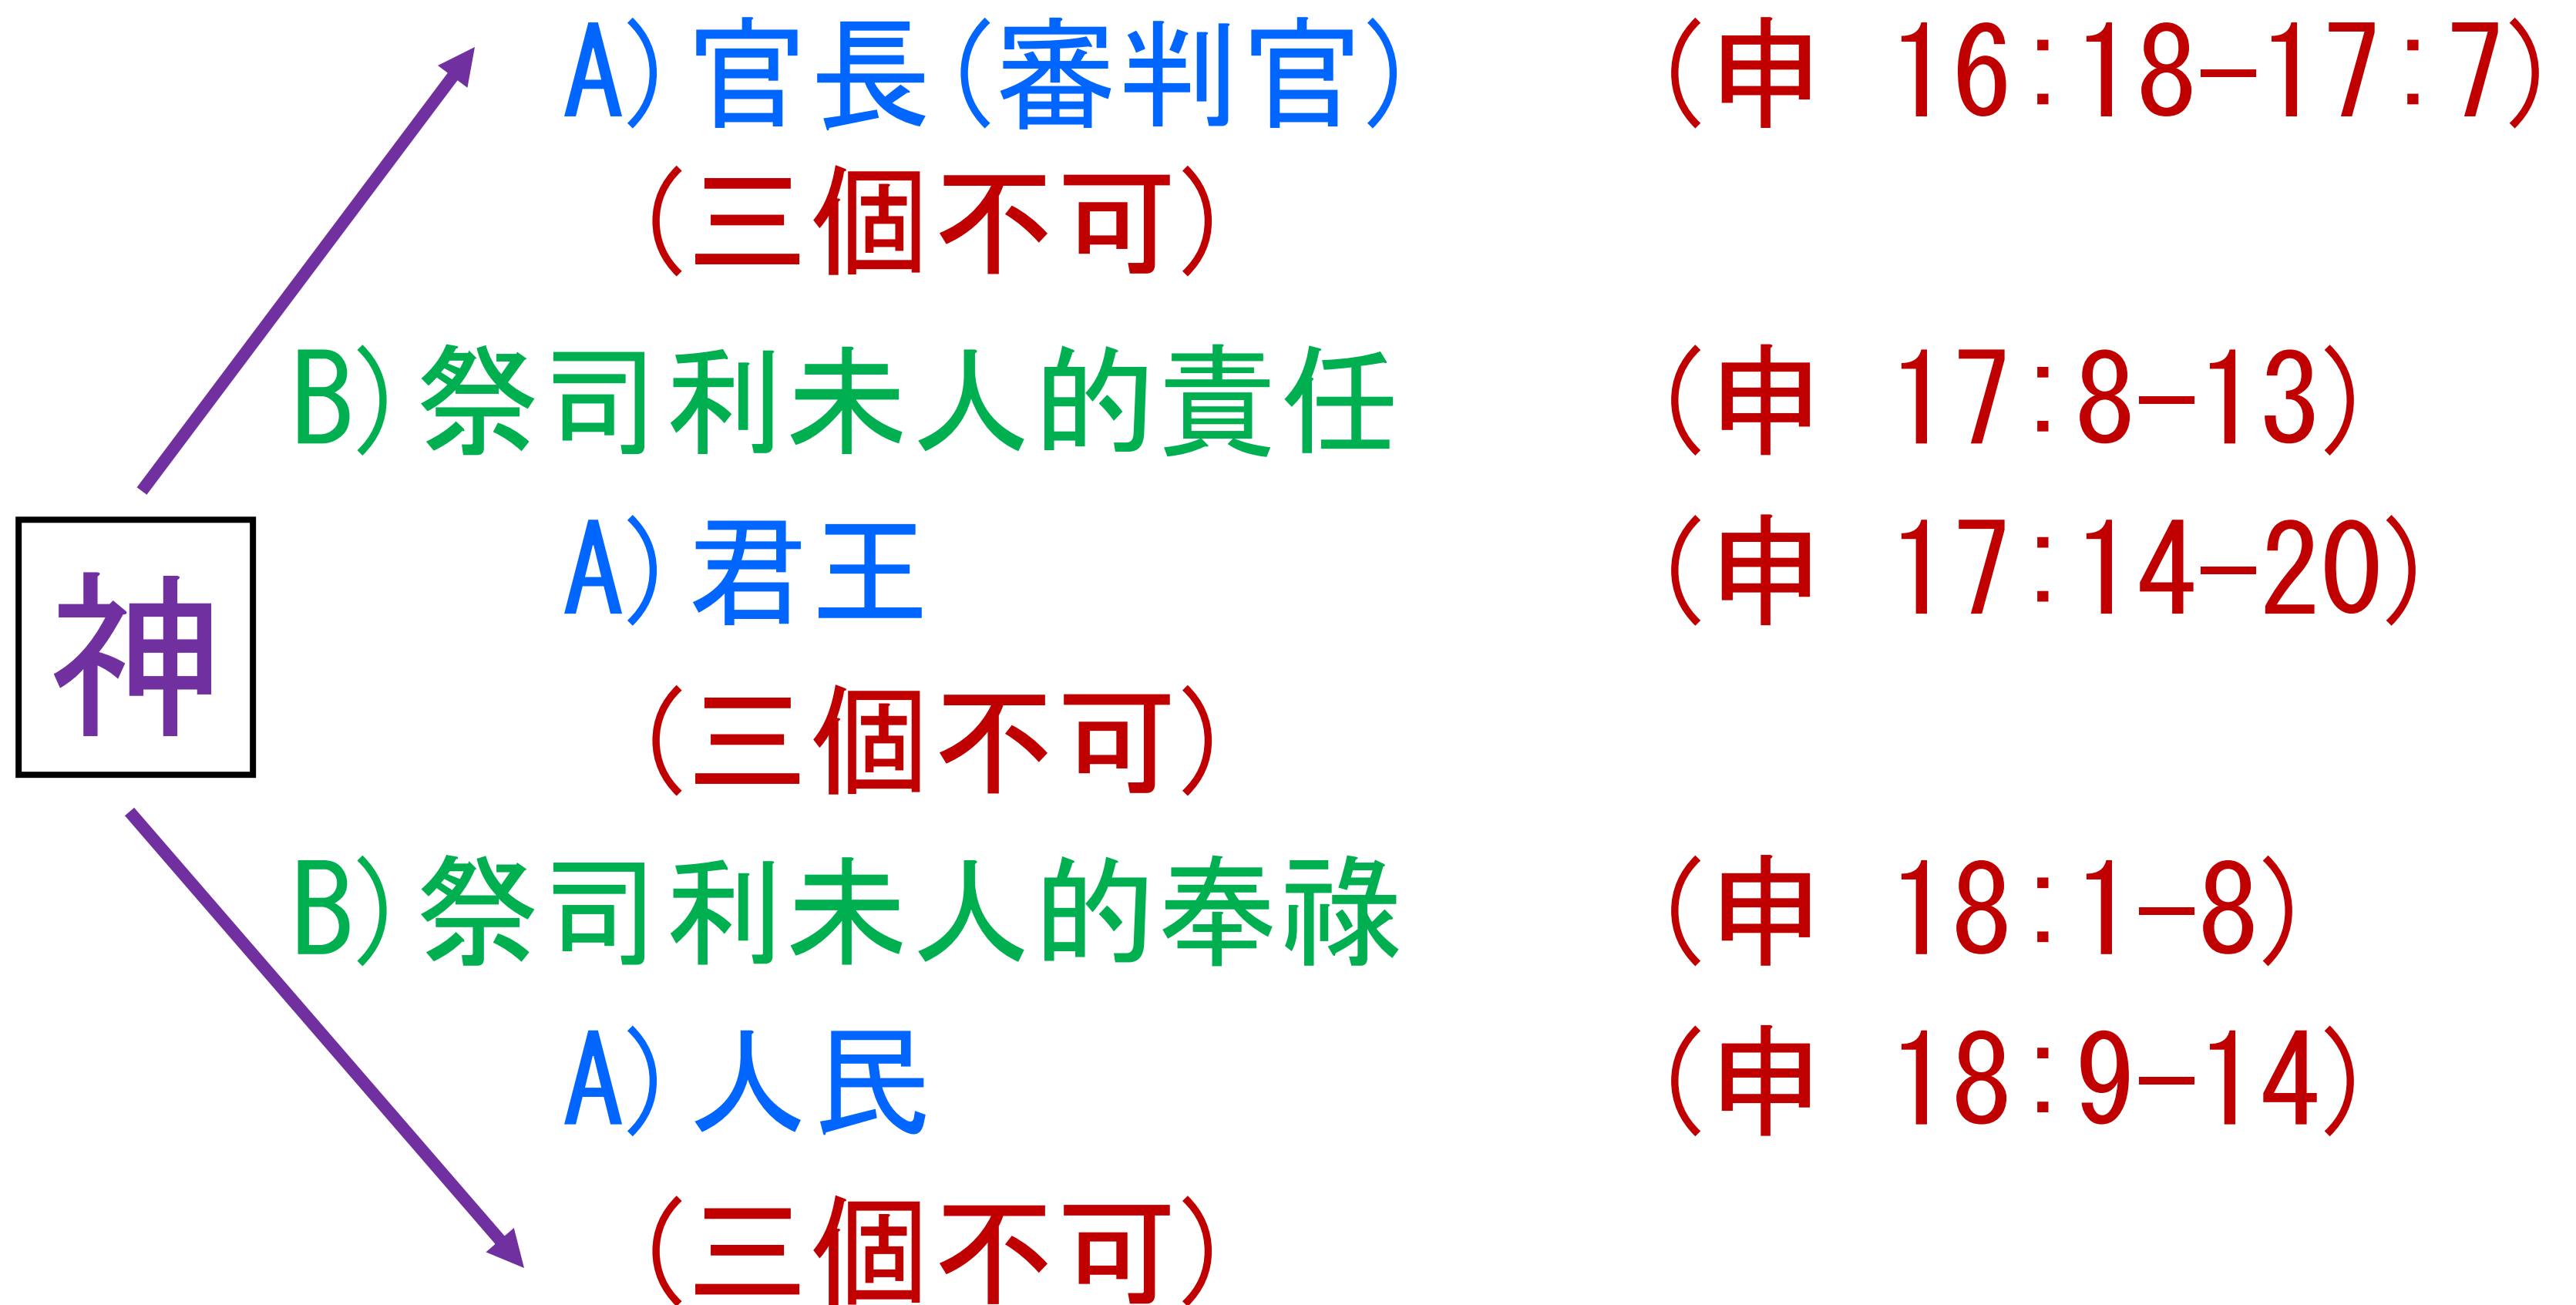 A)官長(審判官) (申 16:18-17:7)
(三個不可)
B)祭司利未人的責任 (申 17:8-13)
A)君王 (申 17:14-20)
神
(三個不可)
B)祭司利未人的奉祿 (申 18:1-8)
A)人民 (申 18:9-14)
(三個不可)